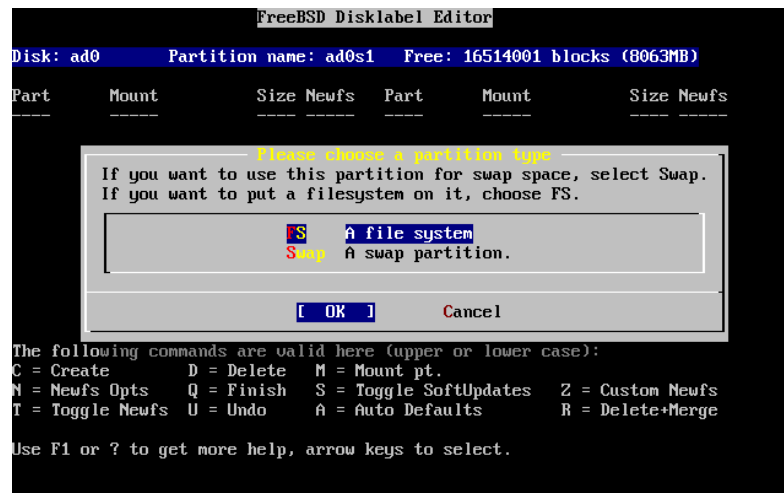 FreeBSD Disklabel Editor
Disk: ad0 Partition name: ad0s1 Free: 16514001 blocks (8063MB)
Part Mount Size Newfs Part Mount Size Newfs
---- ----- ---- ----- ---- ----- ---- -----
Please choose a partition type
If you want to use this partition for swap space, select Swap.
If you want to put a filesystem on it, choose FS.
FS A file system
Swap A swap partition.
[ OK ] Cancel
The following commands are valid here (upper or lower case):
C = Create D = Delete M = Mount pt.
N = Newfs Opts Q = Finish S = Toggle SoftUpdates Z = Custom Newfs
T = Toggle Newfs U = Undo A = Auto Defaults R = Delete+Merge
Use F1 or ? to get more help, arrow keys to select.